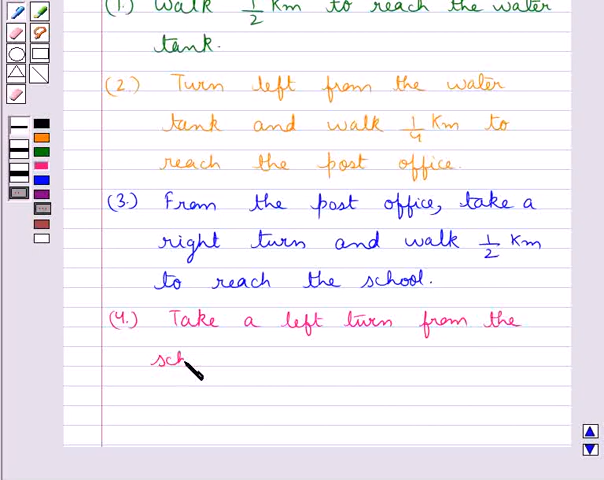 (1.) Walk 1/2 Km to reach the water
tank.
(2.) Turn left from the water
tank and walk 1/4 Km to
reach the post office.
(3.) From the post office, take a
right turn and walk 1/2 Km
to reach the school.
(4.) Take a left turn from the
sch